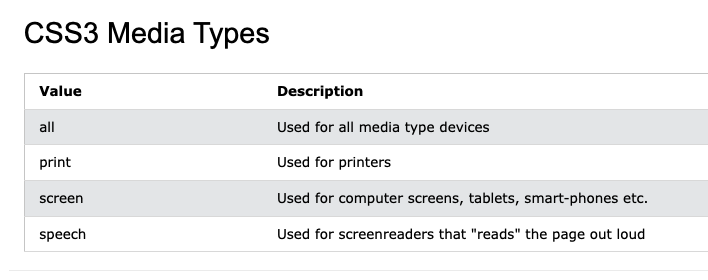 CSS3 Media Types
Value Description
all Used for all media type devices
print Used for printers
screen Used for computer screens, tablets, smart-phones etc.
speech Used for screenreaders that "reads" the page out loud